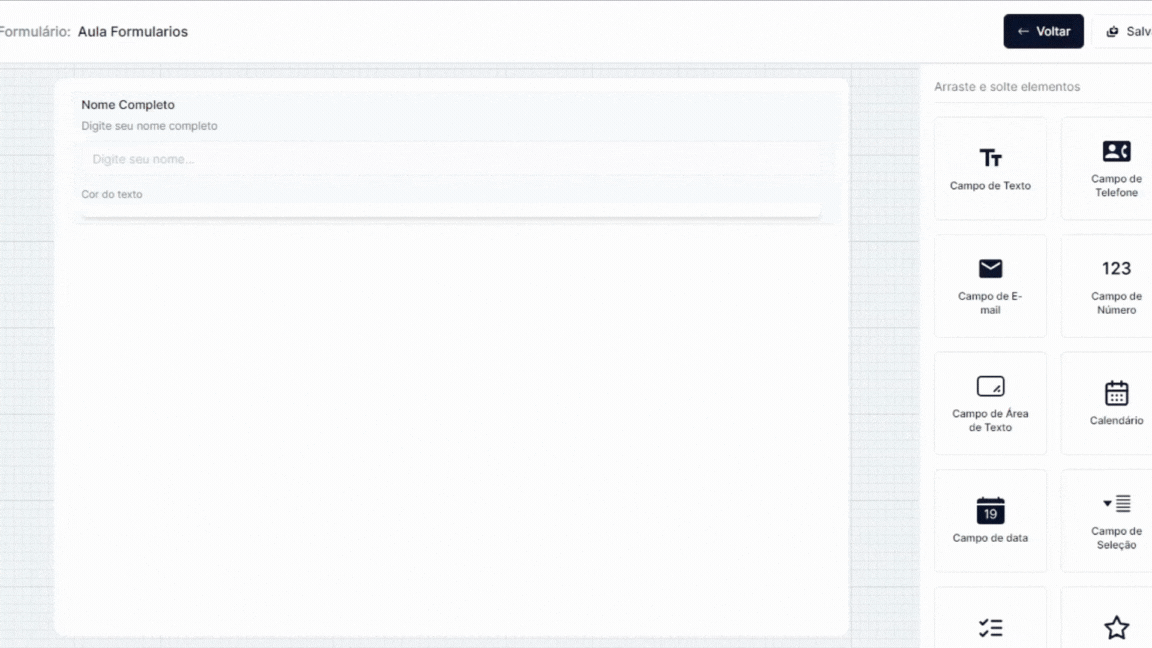 Formulário: Aula Formularios
← Voltar
Salv
Nome Completo
Digite seu nome completo
Digite seu nome...
Cor do texto
Arraste e solte elementos
Campo de Texto
Campo de
Telefone
Campo de E-
mail
123
Campo de
Número
Campo de Área
de Texto
Calendário
19
Campo de data
Campo de
Seleção